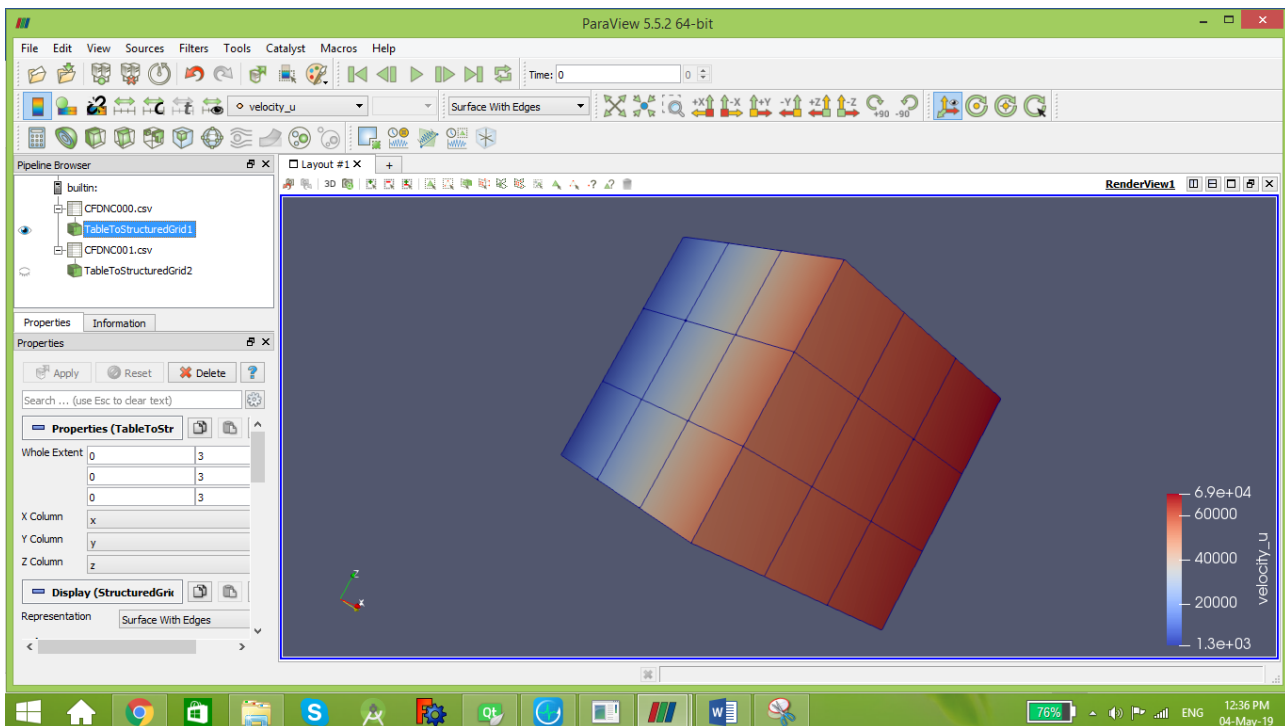 ParaView 5.5.2 64-bit
File Edit View Sources Filters Tools Catalyst Macros Help
Time: 0 0
velocity_u Surface With Edges +X -X +Y -Y +Z -Z +90 -90
Pipeline Browser
Layout #1 X +
3D
RenderView1
builtin:
CFDNC000.csv
TableToStructuredGrid1
CFDNC001.csv
TableToStructuredGrid2
Properties Information
Properties
Apply Reset Delete ?
Search ... (use Esc to clear text)
Properties (TableToStr
Whole Extent 0 3
0 3
0 3
X Column x
Y Column y
Z Column z
Display (StructuredGri
Representation Surface With Edges
Z
X
6.9e+04
60000
40000
20000
1.3e+03
velocity_u
76% ENG 12:36 PM
04-May-19